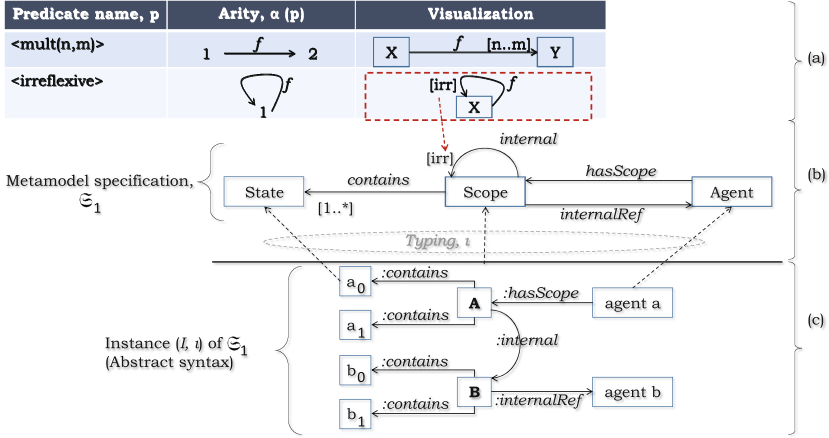 Predicate name, p Arity, α (p) Visualization
<mult(n,m)> 1 f 2 X f [n..m] Y
(a)
<irreflexive> f 1 [irr] f X
internal
[irr]
Metamodel specification, 𝔖1
State contains [1..*] Scope hasScope internalRef Agent
(b)
Typing, ι
a0 :contains A :hasScope agent a
a1 :contains
:internal
(c)
Instance (I, ι) of 𝔖1
(Abstract syntax)
b0 :contains
B :internalRef agent b
b1 :contains